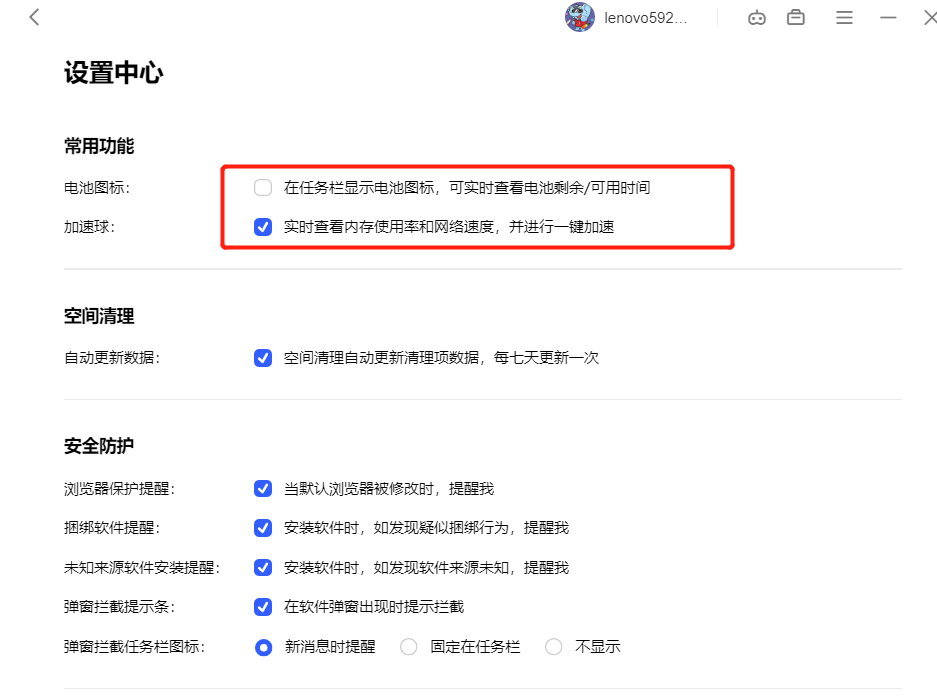 lenovo592...
设置中心
常用功能
电池图标： 在任务栏显示电池图标，可实时查看电池剩余/可用时间
加速球： 实时查看内存使用率和网络速度，并进行一键加速
空间清理
自动更新数据： 空间清理自动更新清理项数据，每七天更新一次
安全防护
浏览器保护提醒： 当默认浏览器被修改时，提醒我
捆绑软件提醒： 安装软件时，如发现疑似捆绑行为，提醒我
未知来源软件安装提醒： 安装软件时，如发现软件来源未知，提醒我
弹窗拦截提示条： 在软件弹窗出现时提示拦截
弹窗拦截任务栏图标： 新消息时提醒 固定在任务栏 不显示